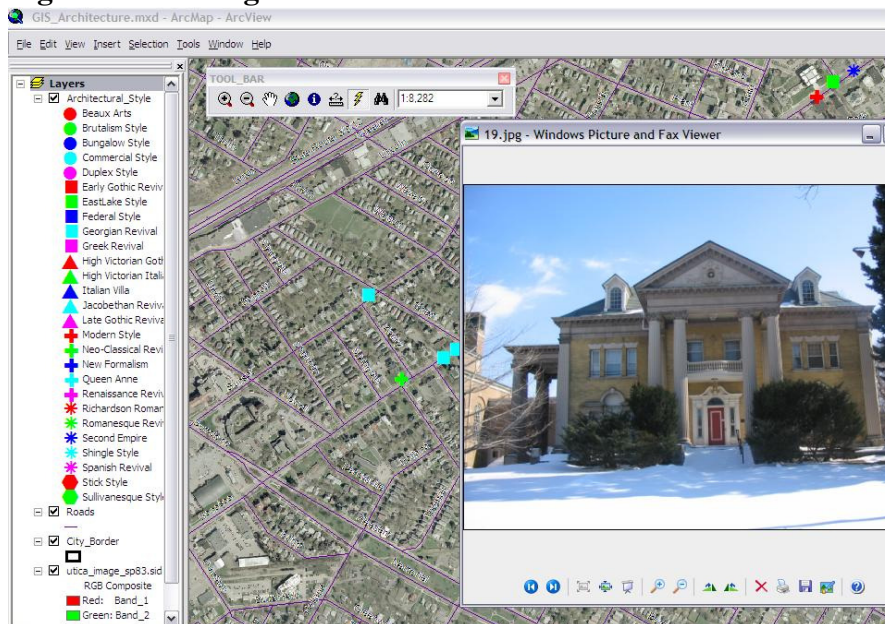 GIS_Architecture.mxd - ArcMap - ArcView
File Edit View Insert Selection Tools Window Help
TOOL_BAR
1:8,282
Layers
Architectural_Style
Beaux Arts
Brutalism Style
Bungalow Style
Commercial Style
Duplex Style
Early Gothic Reviv
EastLake Style
Federal Style
Georgian Revival
Greek Revival
High Victorian Goth
High Victorian Itali
Italian Villa
Jacobethan Reviv
Late Gothic Reviva
Modern Style
Neo-Classical Revi
New Formalism
Queen Anne
Renaissance Reviv
Richardson Roman
Romanesque Revi
Second Empire
Shingle Style
Spanish Revival
Stick Style
Sullivanesque Style
Roads
City_Border
utica_image_sp83.sid
RGB Composite
Red: Band_1
Green: Band_2
19.jpg - Windows Picture and Fax Viewer